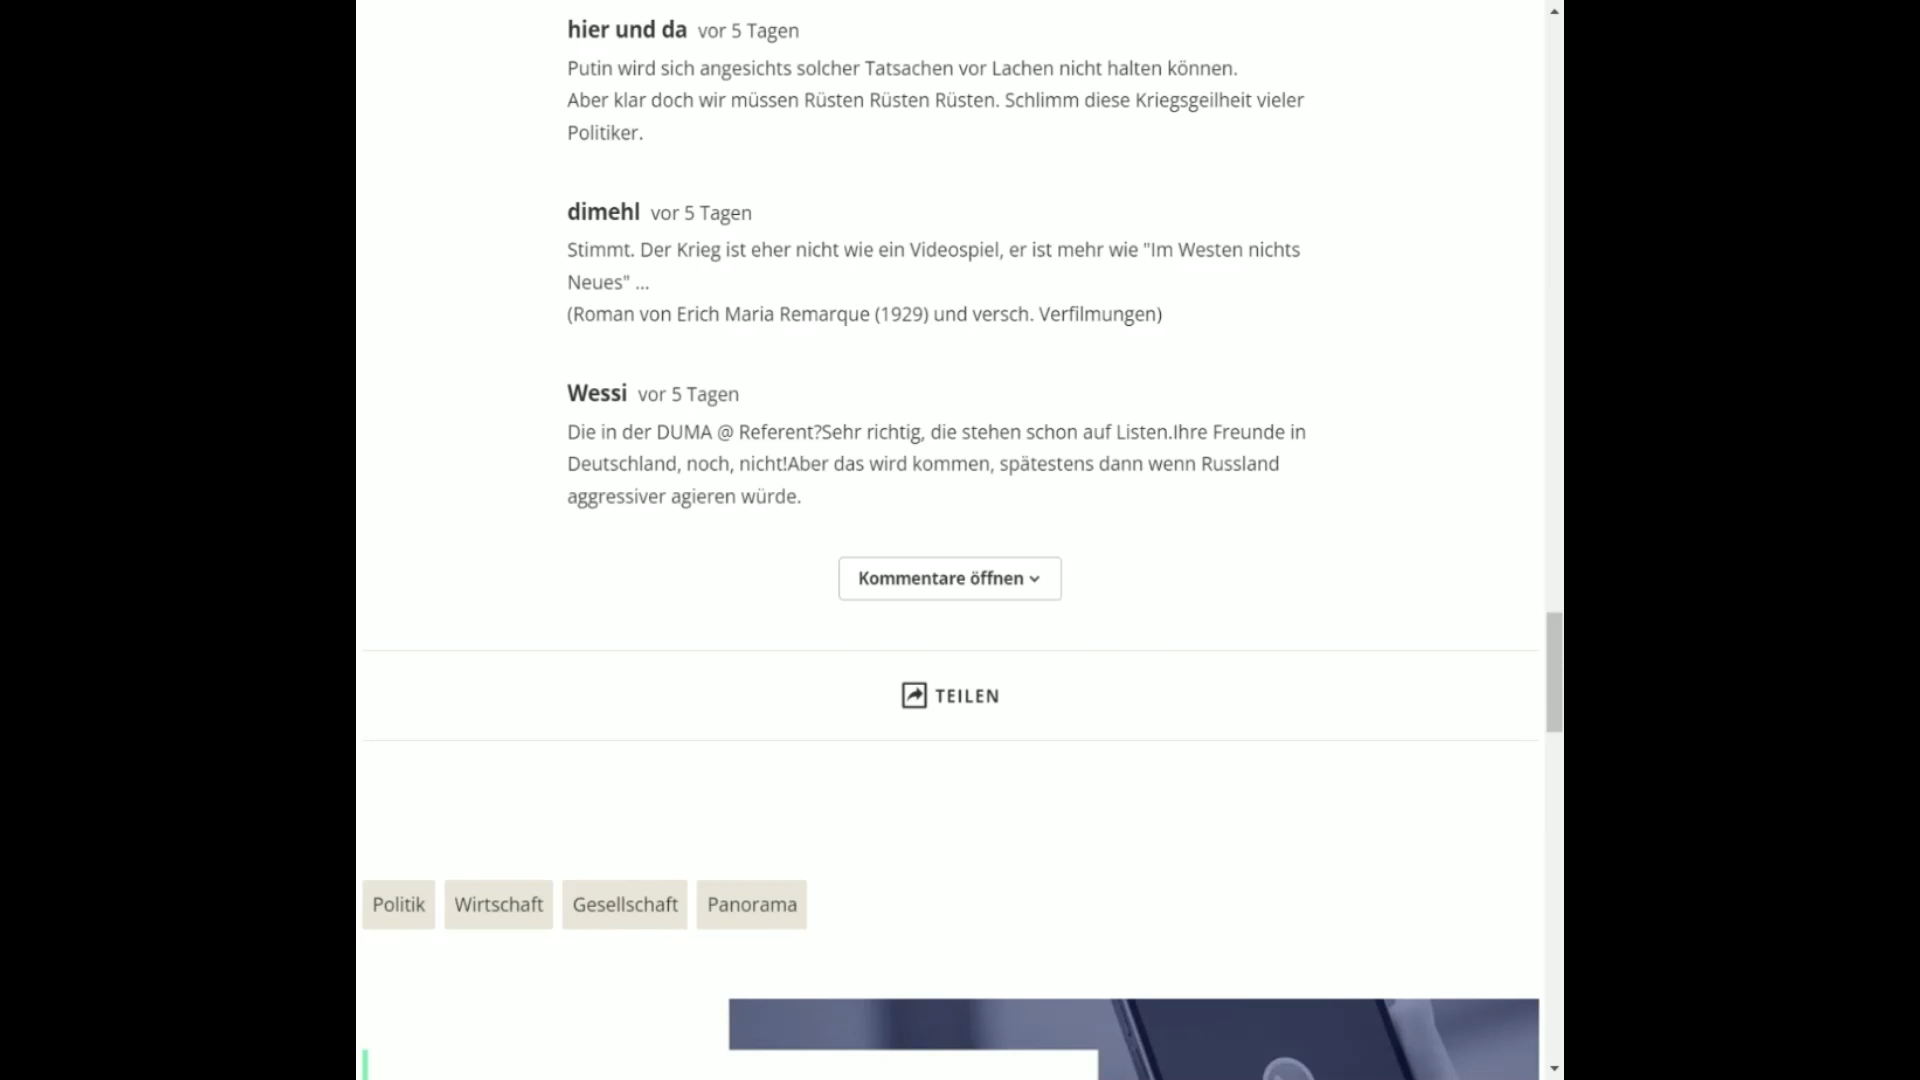 hier und da vor 5 Tagen
Putin wird sich angesichts solcher Tatsachen vor Lachen nicht halten können.
Aber klar doch wir müssen Rüsten Rüsten Rüsten. Schlimm diese Kriegsgeilheit vieler
Politiker.
dimehl vor 5 Tagen
Stimmt. Der Krieg ist eher nicht wie ein Videospiel, er ist mehr wie "Im Westen nichts
Neues" ...
(Roman von Erich Maria Remarque (1929) und versch. Verfilmungen)
Wessi vor 5 Tagen
Die in der DUMA @ Referent?Sehr richtig, die stehen schon auf Listen.Ihre Freunde in
Deutschland, noch, nicht!Aber das wird kommen, spätestens dann wenn Russland
aggressiver agieren würde.
Kommentare öffnen
TEILEN
Politik Wirtschaft Gesellschaft Panorama